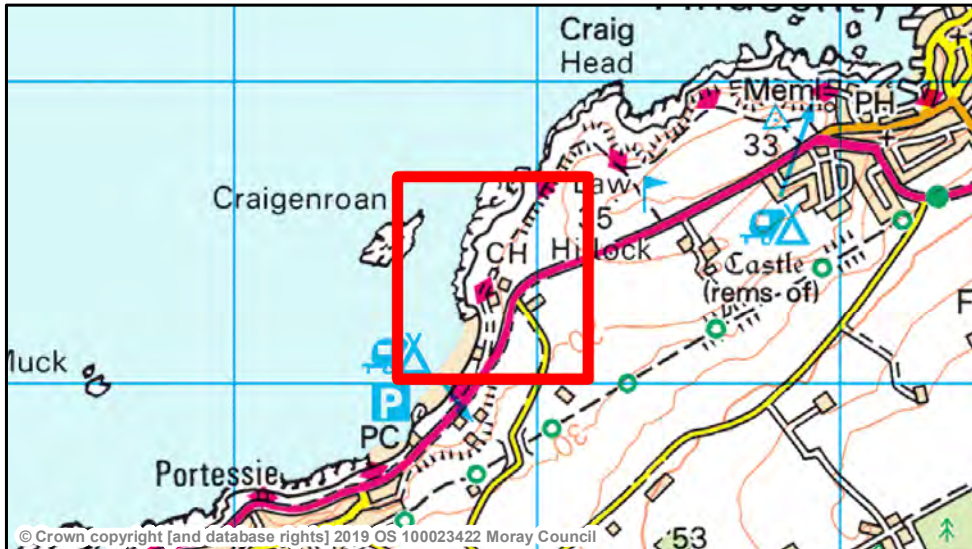 Craig
Head
Meml
PH
33
Craigenroan
Law
35
CH
Hillock
Castle
(rems of)
Muck
P
PC
30
Portessie
53
© Crown copyright [and database rights] 2019 OS 100023422 Moray Council